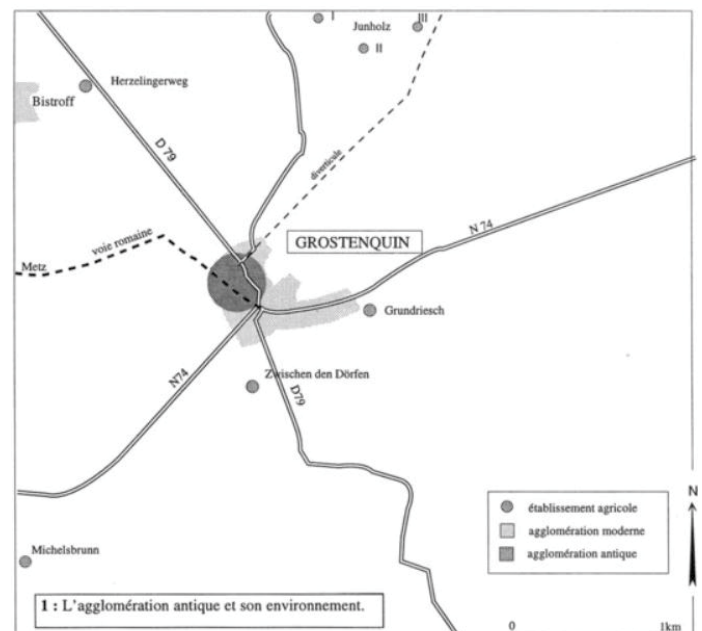 I
III
Junholz
II
Herzelingerweg
Bistroff
D 79
diverticule
N 74
GROSTENQUIN
voie romaine
Metz
Grundriesch
Zwischen den Dörfen
N74
D79
N
établissement agricole
agglomération moderne
agglomération antique
Michelsbrunn
1 : L'agglomération antique et son environnement.
0
1km